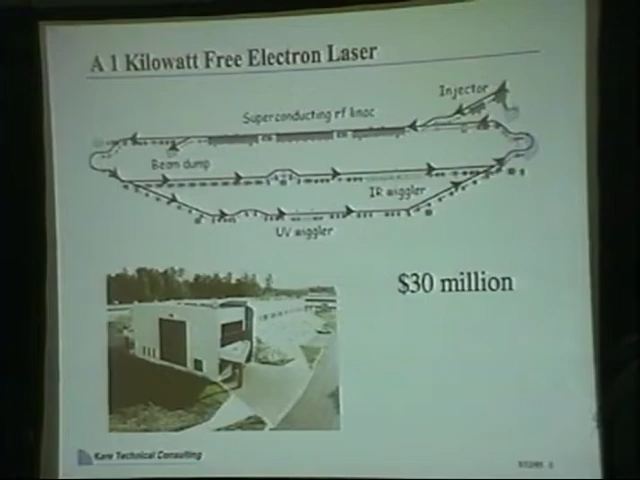 A 1 Kilowatt Free Electron Laser
Injector
Superconducting rf linac
Beam dump
IR wiggler
UV wiggler
$30 million
Kare Technical Consulting